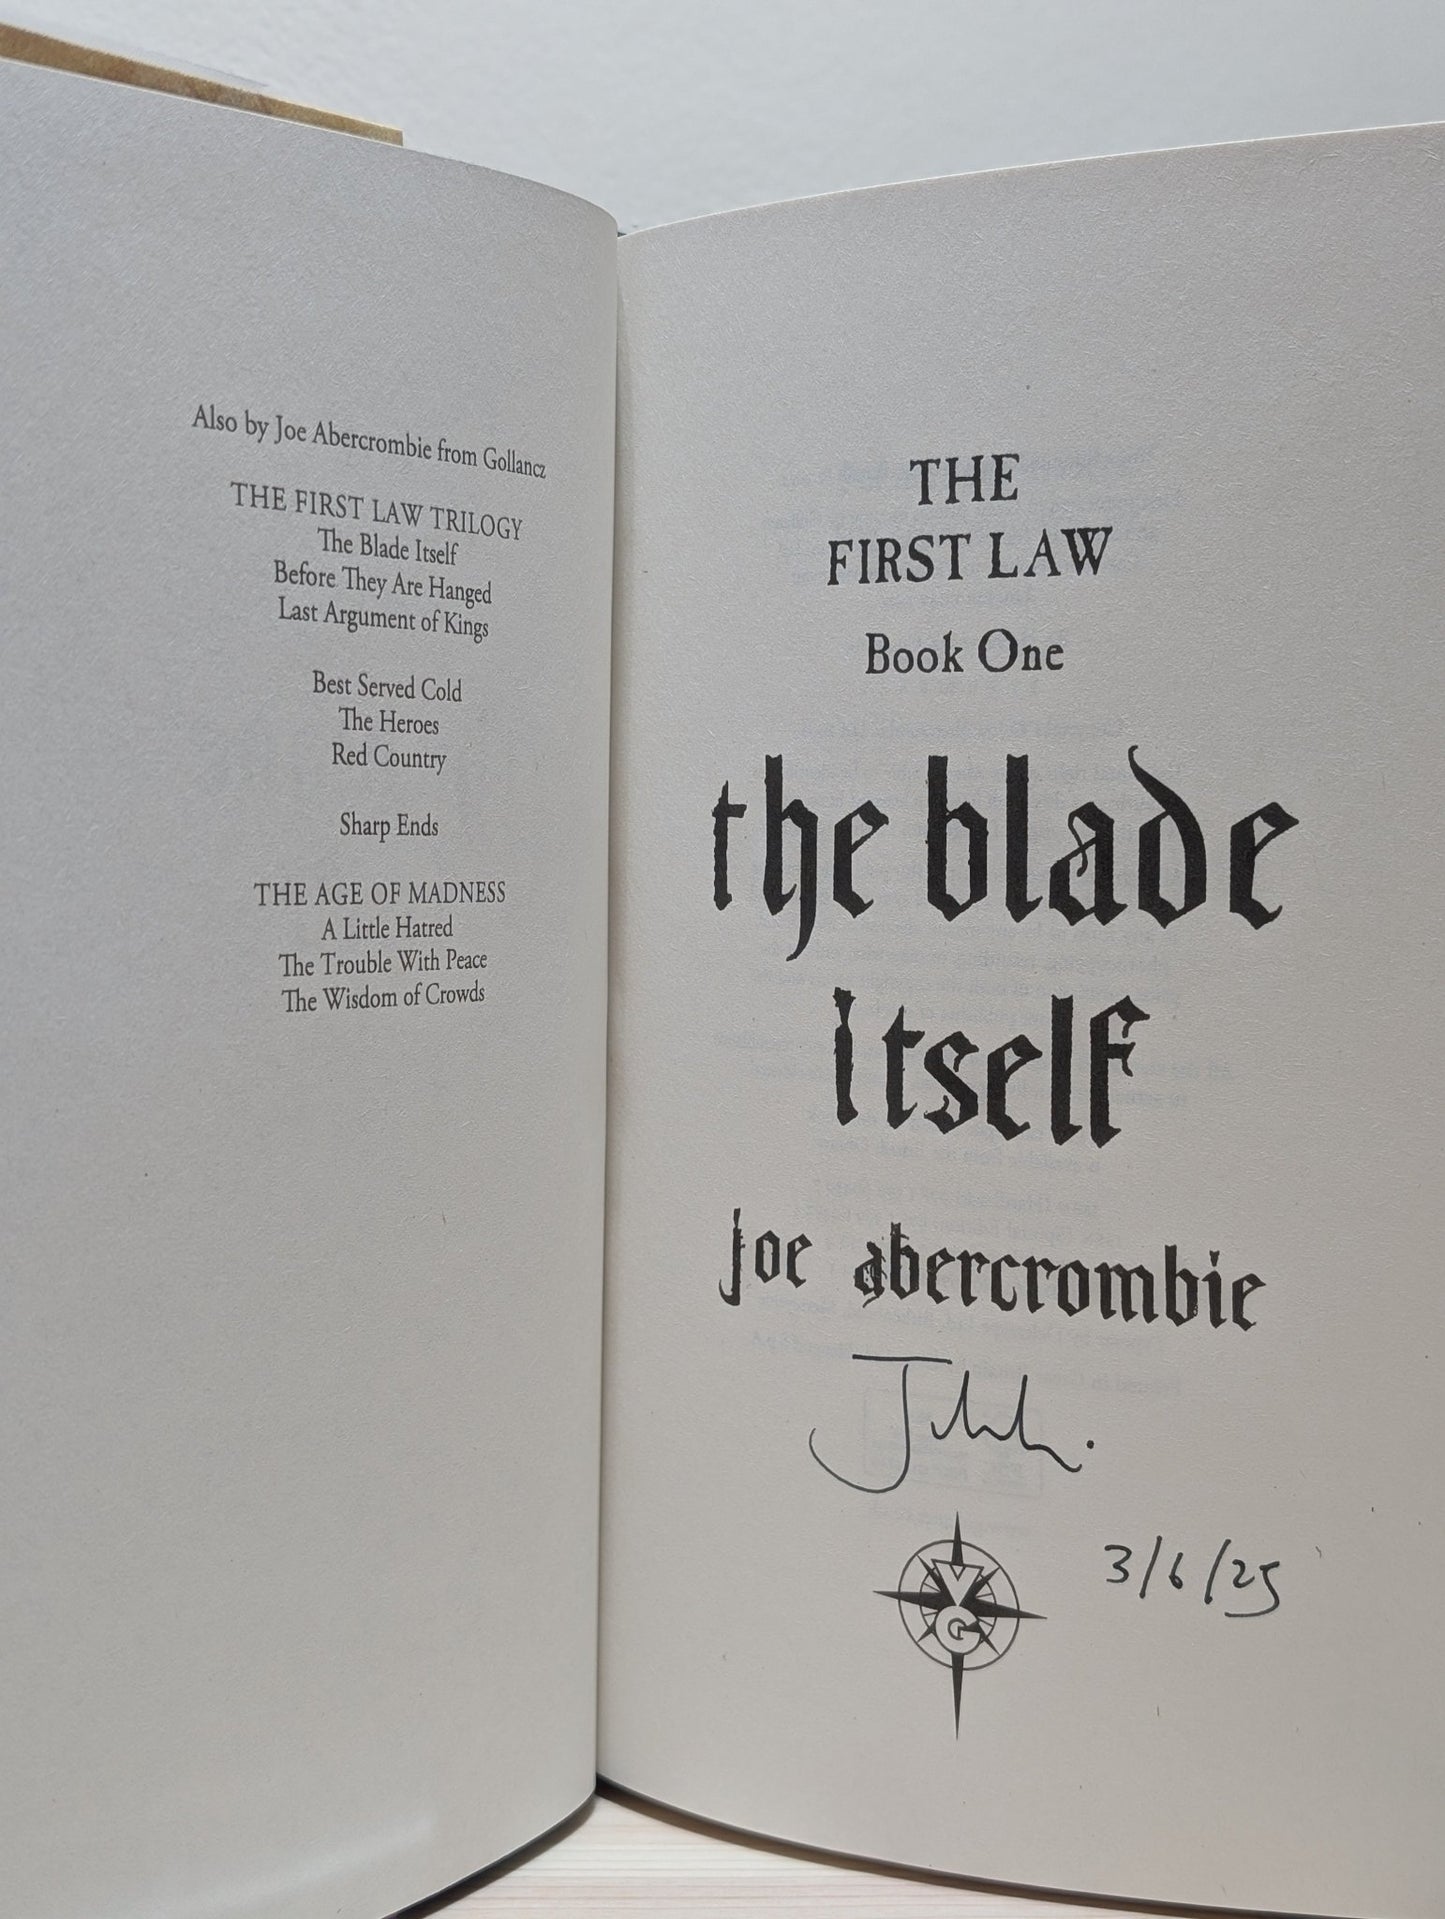 Also by Joe Abercrombie from Gollancz
THE FIRST LAW TRILOGY
The Blade Itself
Before They Are Hanged
Last Argument of Kings
Best Served Cold
The Heroes
Red Country
Sharp Ends
THE AGE OF MADNESS
A Little Hatred
The Trouble With Peace
The Wisdom of Crowds
THE
FIRST LAW
Book One
the blade
itself
joe abercrombie
VG
3/6/25